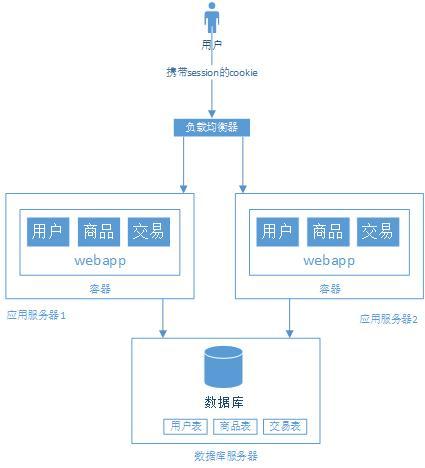 用户
携带session的cookie
负载均衡器
用户 商品 交易
webapp
容器
应用服务器1
用户 商品 交易
webapp
容器
应用服务器2
数据库
用户表 商品表 交易表
数据库服务器